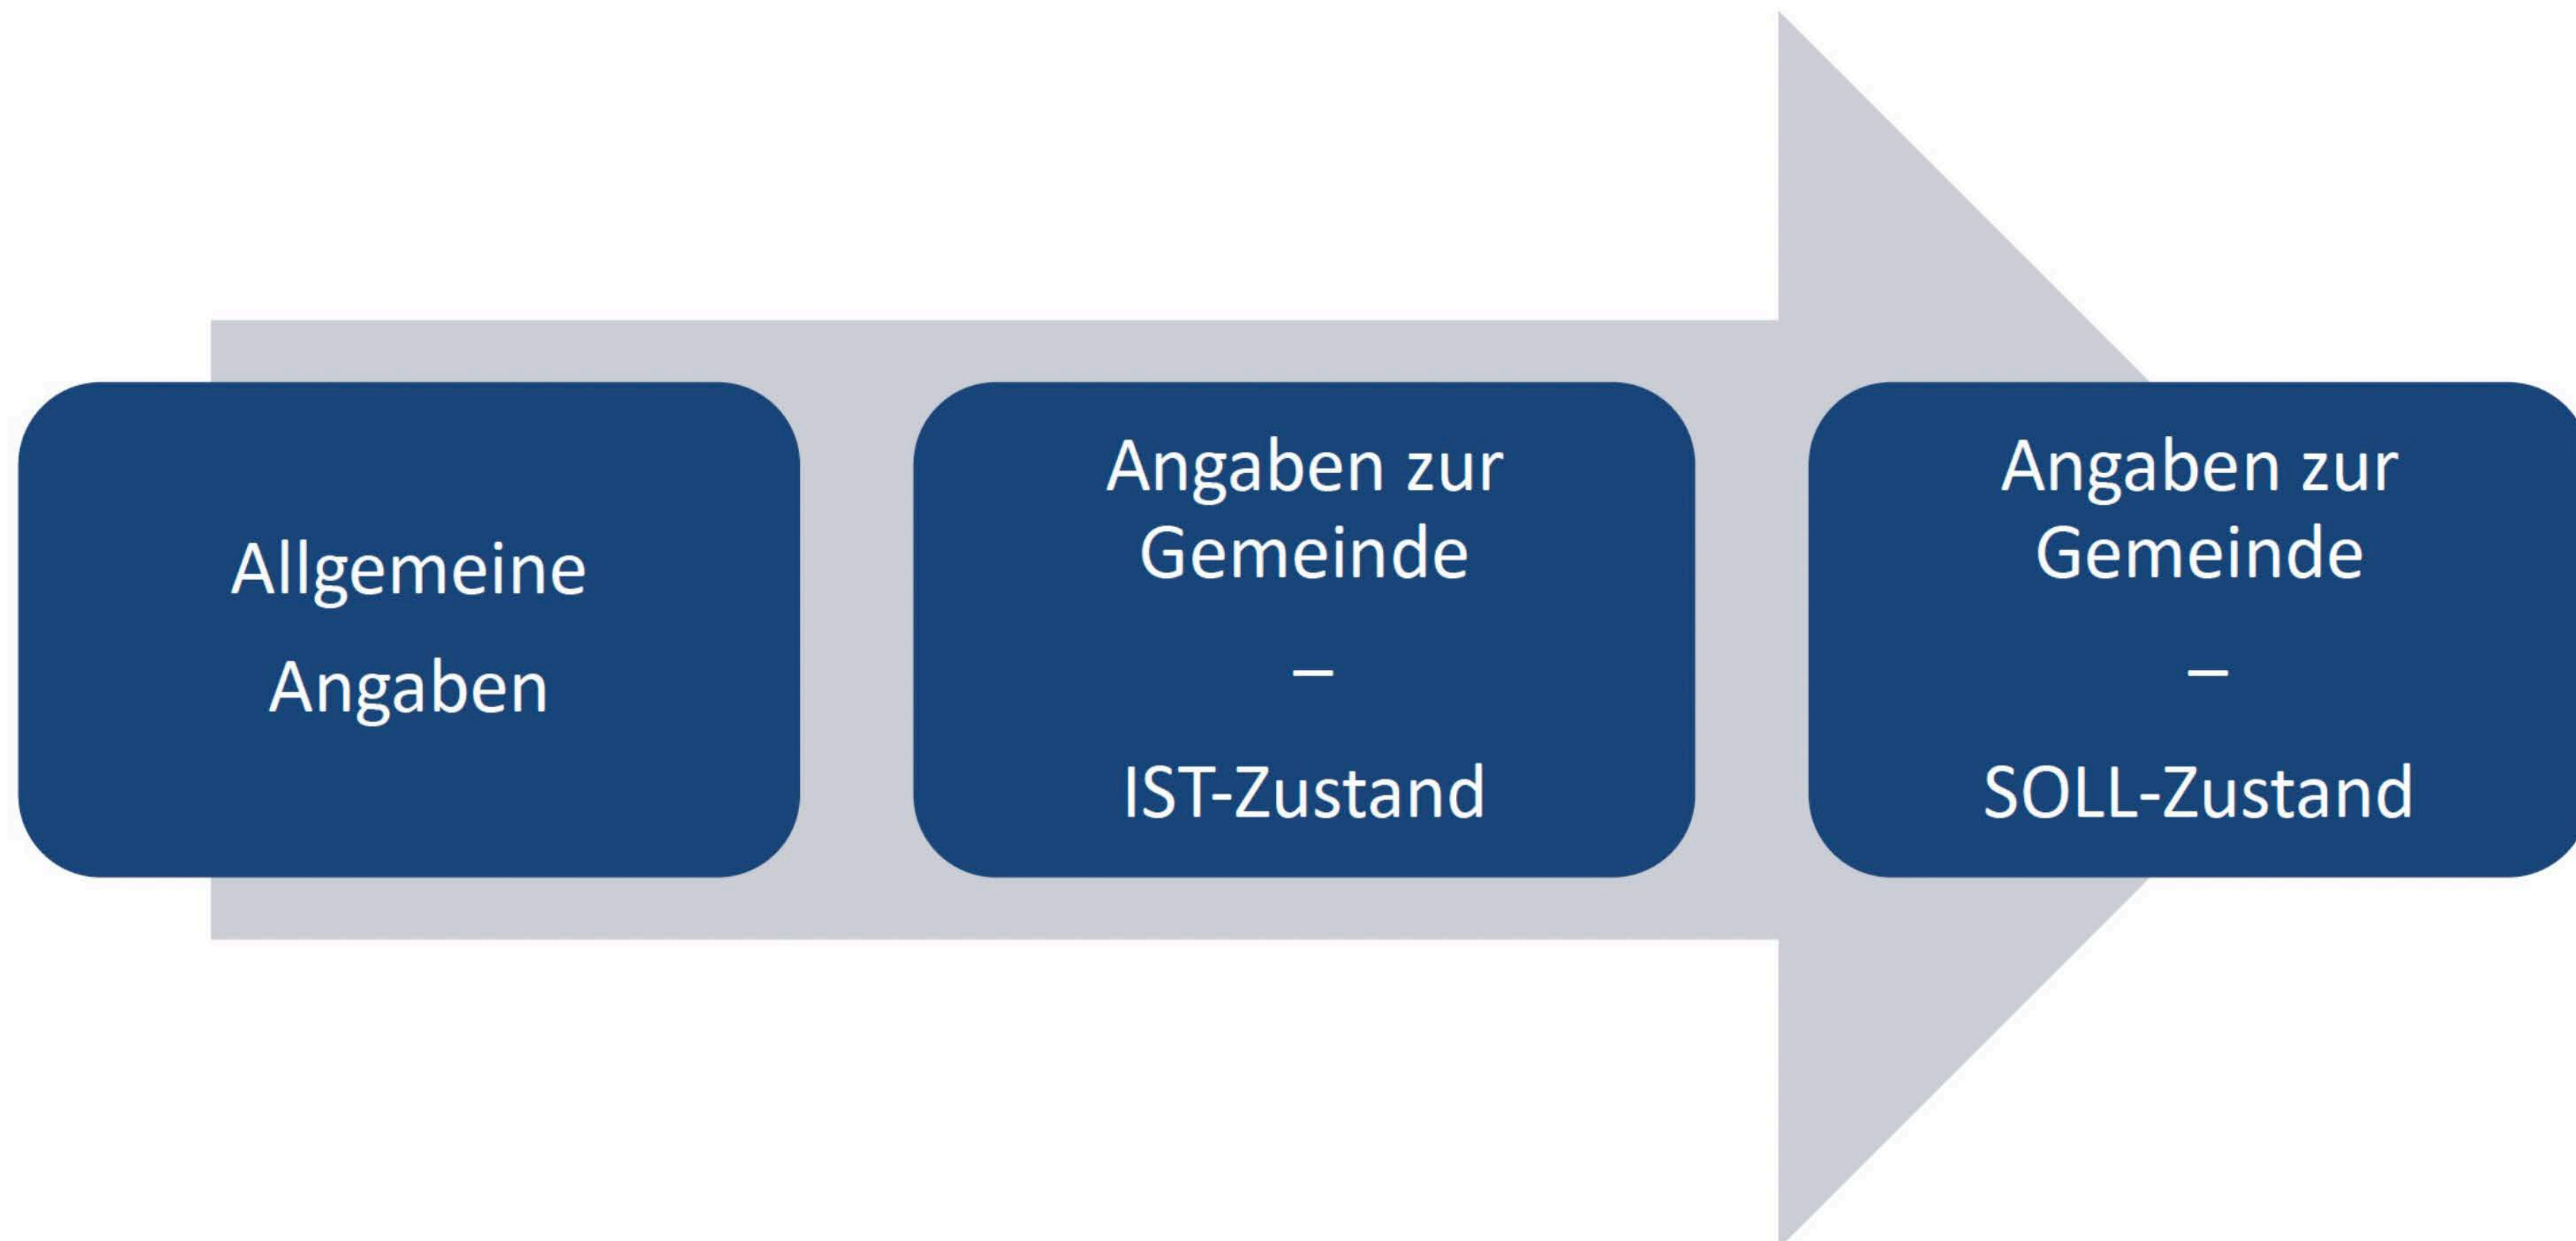 Allgemeine
Angaben
Angaben zur
Gemeinde
–
IST-Zustand
Angaben zur
Gemeinde
–
SOLL-Zustand